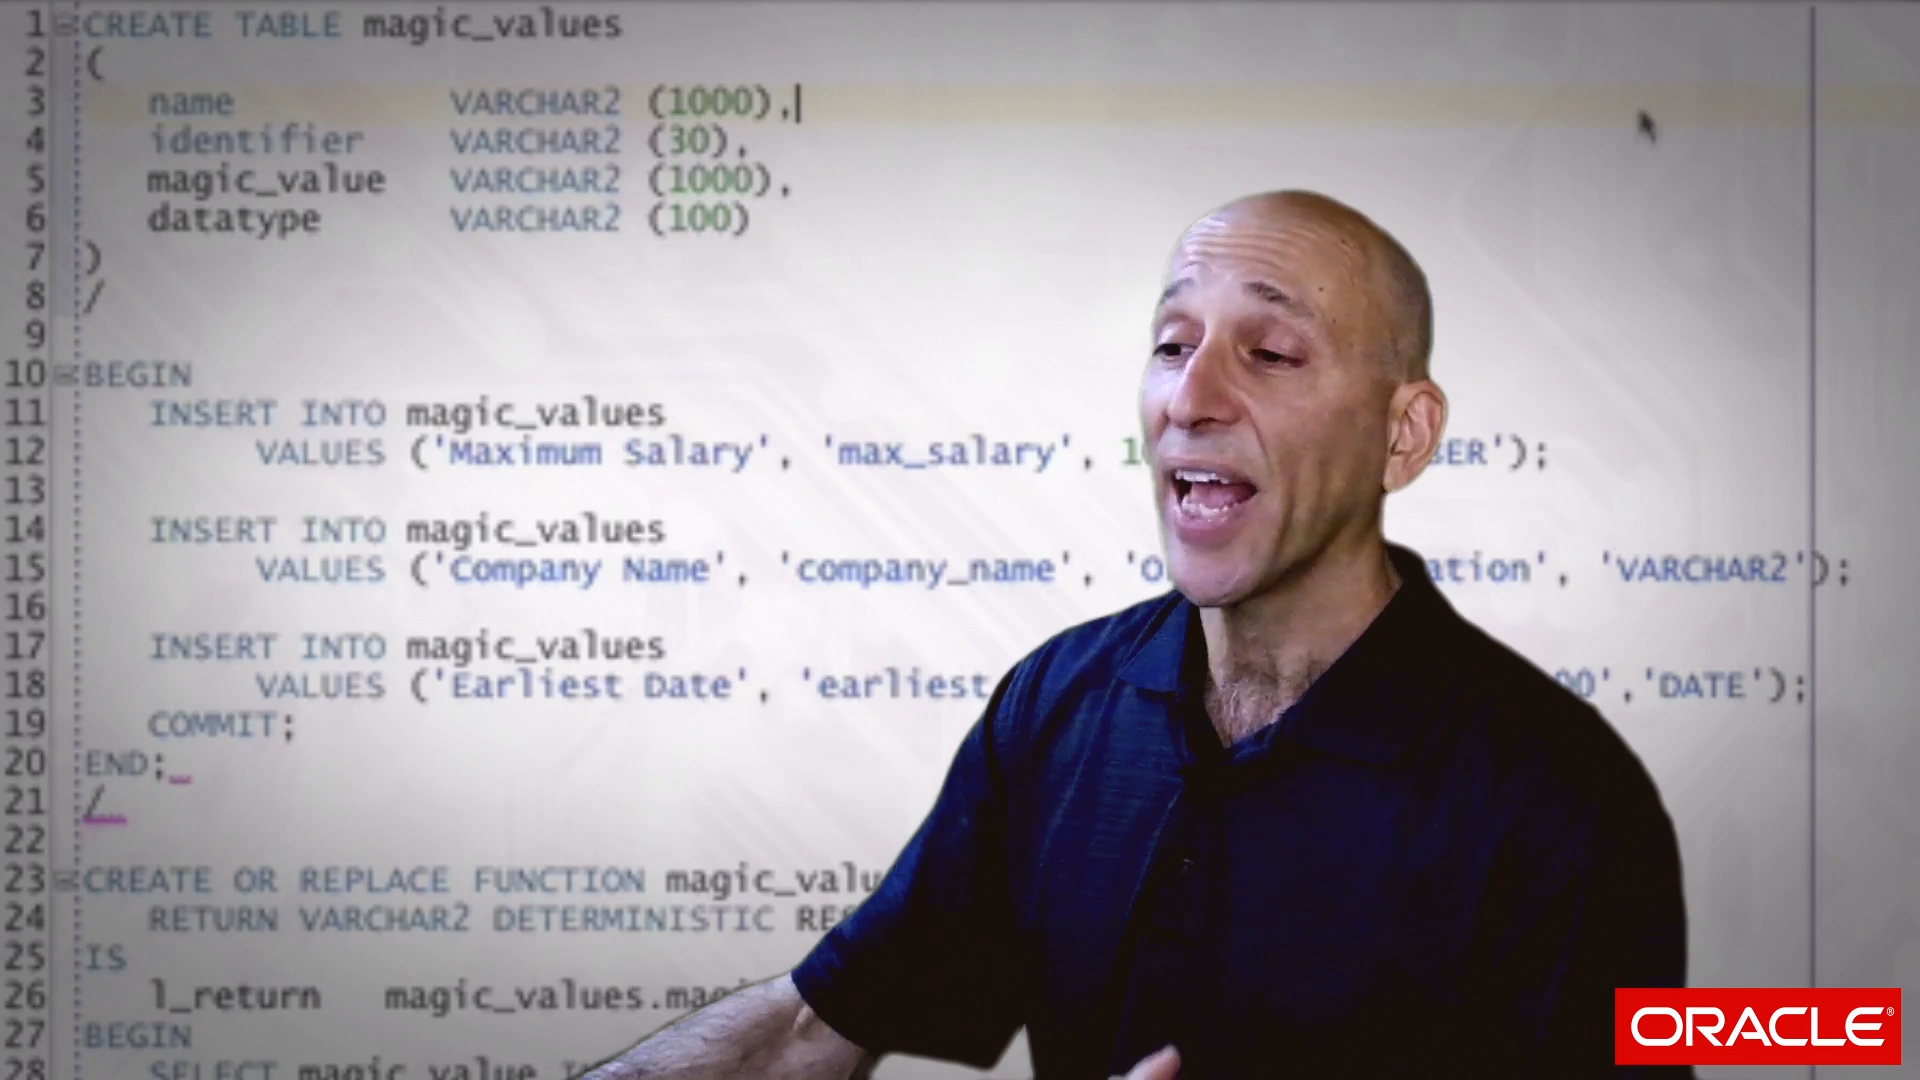 1 CREATE TABLE magic_values
2 (
3 name VARCHAR2 (1000),
4 identifier VARCHAR2 (30),
5 magic_value VARCHAR2 (1000),
6 datatype VARCHAR2 (100)
7 )
8 /
9
10 BEGIN
11 INSERT INTO magic_values
12 VALUES ('Maximum Salary', 'max_salary', ');
13
14 INSERT INTO magic_values
15 VALUES ('Company Name', 'company_name', ', 'VARCHAR2');
16
17 INSERT INTO magic_values
18 VALUES ('Earliest Date', 'earliest ','DATE');
19 COMMIT;
20 END;
21 /
22
23 CREATE OR REPLACE FUNCTION
24 RETURN VARCHAR2 DETERMINISTIC
25 IS
26 l_return
27 BEGIN
28 SELECT magic_value
ORACLE®